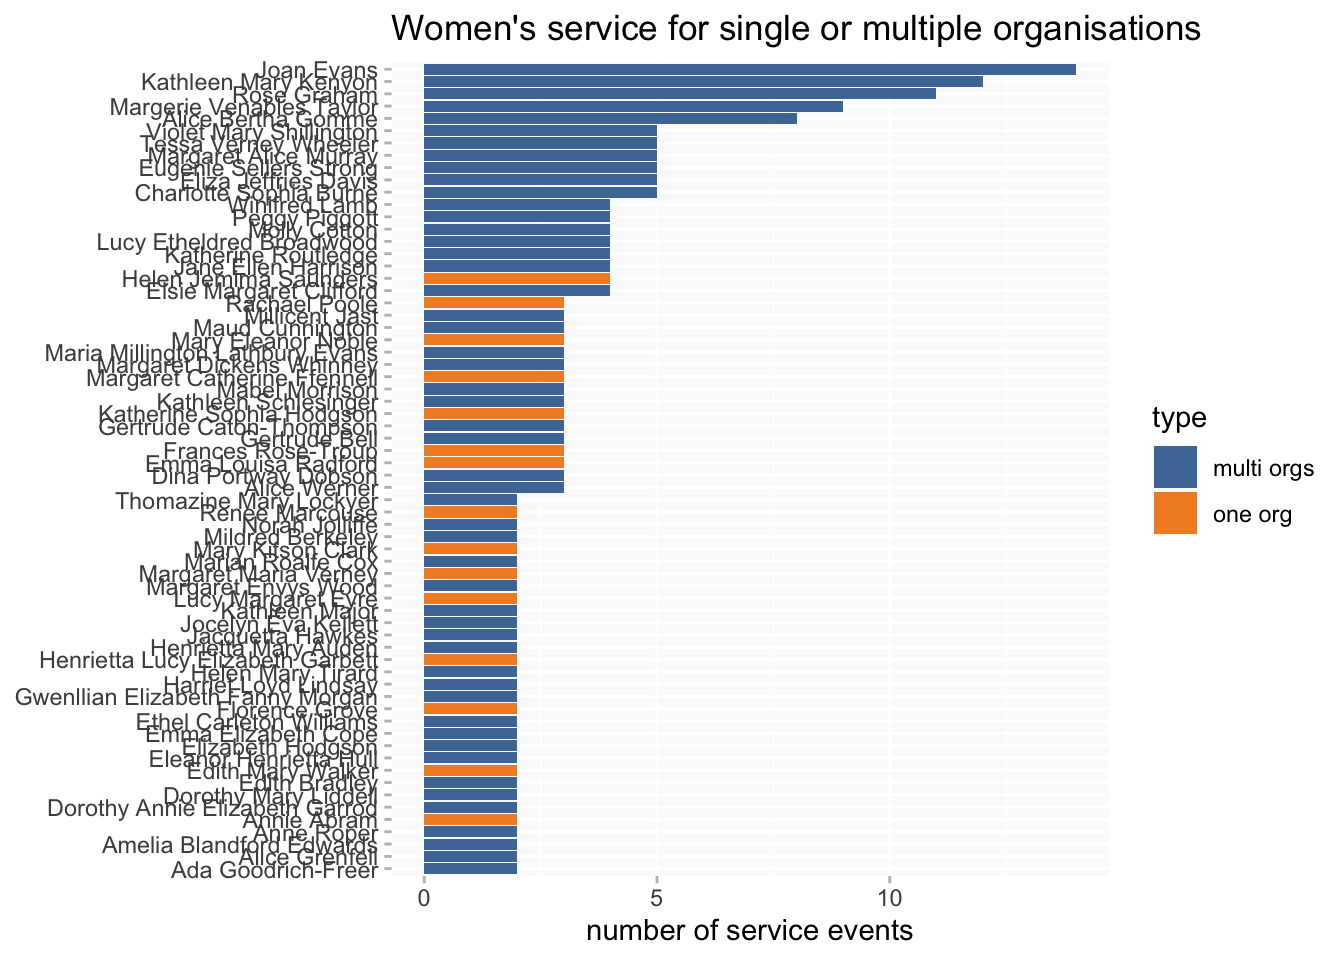 Women's service for single or multiple organisations
Joan Evans
Kathleen Mary Kenyon
Rose Graham
Margerie Venables Taylor
Alice Bertha Gomme
Violet Mary Shillington
Tessa Verney Wheeler
Margaret Alice Murray
Eugenie Sellers Strong
Eliza Jeffries Davis
Charlotte Sophia Burne
Winifred Lamb
Peggy Piggott
Molly Cotton
Lucy Etheldred Broadwood
Katherine Routledge
Jane Ellen Harrison
Helen Jemima Saunders
Elsie Margaret Clifford
Rachael Poole
Millicent Jast
Maud Cunnington
Mary Eleanor Noble
Maria Millington Lathbury Evans
Margaret Dickens Whinney
Margaret Catherine Ffennell
Mabel Morrison
Kathleen Schlesinger
Katherine Sophia Hodgson
Gertrude Caton-Thompson
Gertrude Bell
Frances Rose-Troup
Emma Louisa Radford
Dina Portway Dobson
Alice Werner
Thomazine Mary Lockyer
Renee Marcouse
Norah Jolliffe
Mildred Berkeley
Mary Kitson Clark
Marian Roalfe Cox
Margaret Maria Verney
Margaret Enyys Wood
Lucy Margaret Eyre
Kathleen Major
Jocelyn Eva Kellett
Jacquetta Hawkes
Henrietta Mary Auden
Henrietta Lucy Elizabeth Garbett
Helen Mary Tirard
Harriet Loyd Lindsay
Gwenllian Elizabeth Fanny Morgan
Florence Grove
Ethel Carleton Williams
Emma Elizabeth Cope
Elizabeth Hodgson
Eleanor Henrietta Hull
Edith Mary Walker
Edith Bradley
Dorothy Mary Liddell
Dorothy Annie Elizabeth Garrod
Annie Abram
Anne Roper
Amelia Blandford Edwards
Alice Grenfell
Ada Goodrich-Freer
0 5 10
number of service events
type
multi orgs
one org